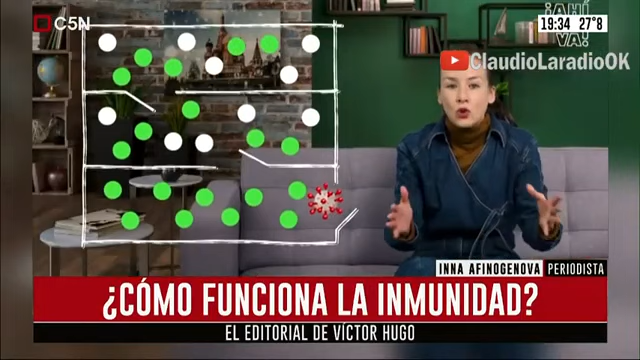 C5N
19:34 27°8
¡AHÍ
VA!
ClaudioLaradioOK
INNA AFINOGENOVA PERIODISTA
¿CÓMO FUNCIONA LA INMUNIDAD?
EL EDITORIAL DE VÍCTOR HUGO